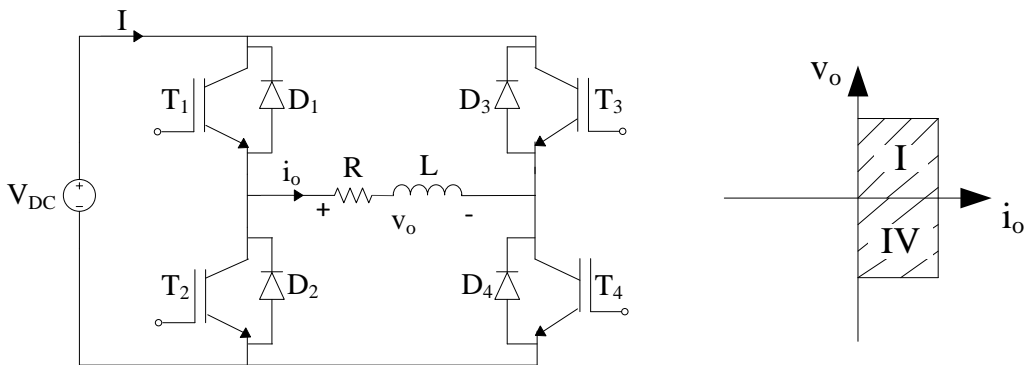 I
T1
D1
D3
T3
VDC
+
−
io
R
L
+
vo
-
T2
D2
D4
T4
vo
I
IV
io